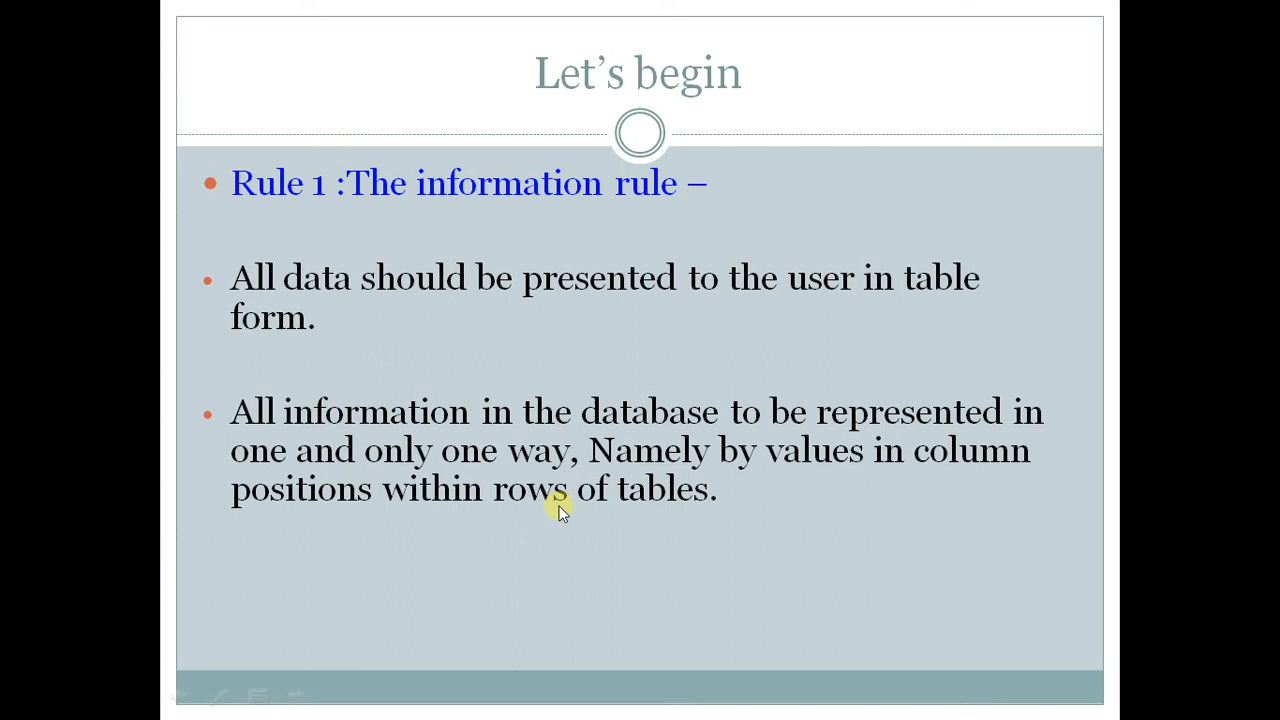 Let's begin
• Rule 1 :The information rule –
• All data should be presented to the user in table
form.
• All information in the database to be represented in
one and only one way, Namely by values in column
positions within rows of tables.